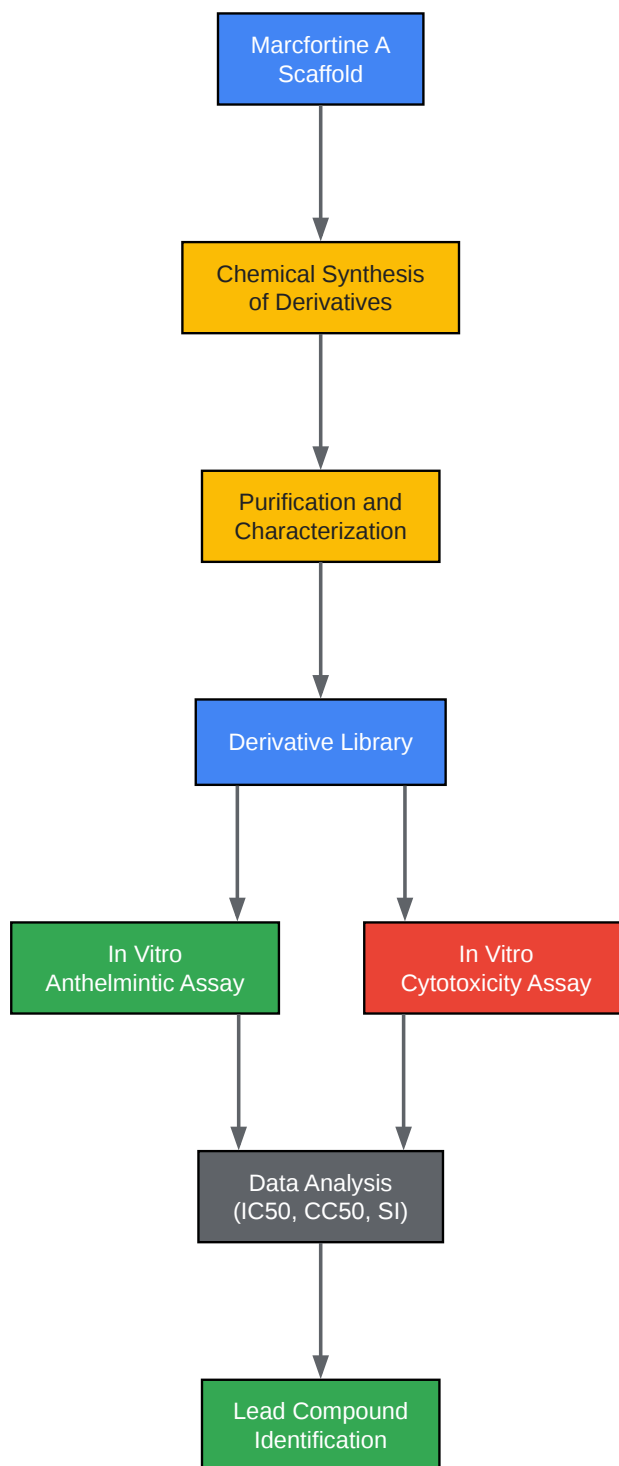 Marcfortine A
Scaffold
Chemical Synthesis
of Derivatives
Purification and
Characterization
Derivative Library
In Vitro
Anthelmintic Assay
In Vitro
Cytotoxicity Assay
Data Analysis
(IC50, CC50, SI)
Lead Compound
Identification